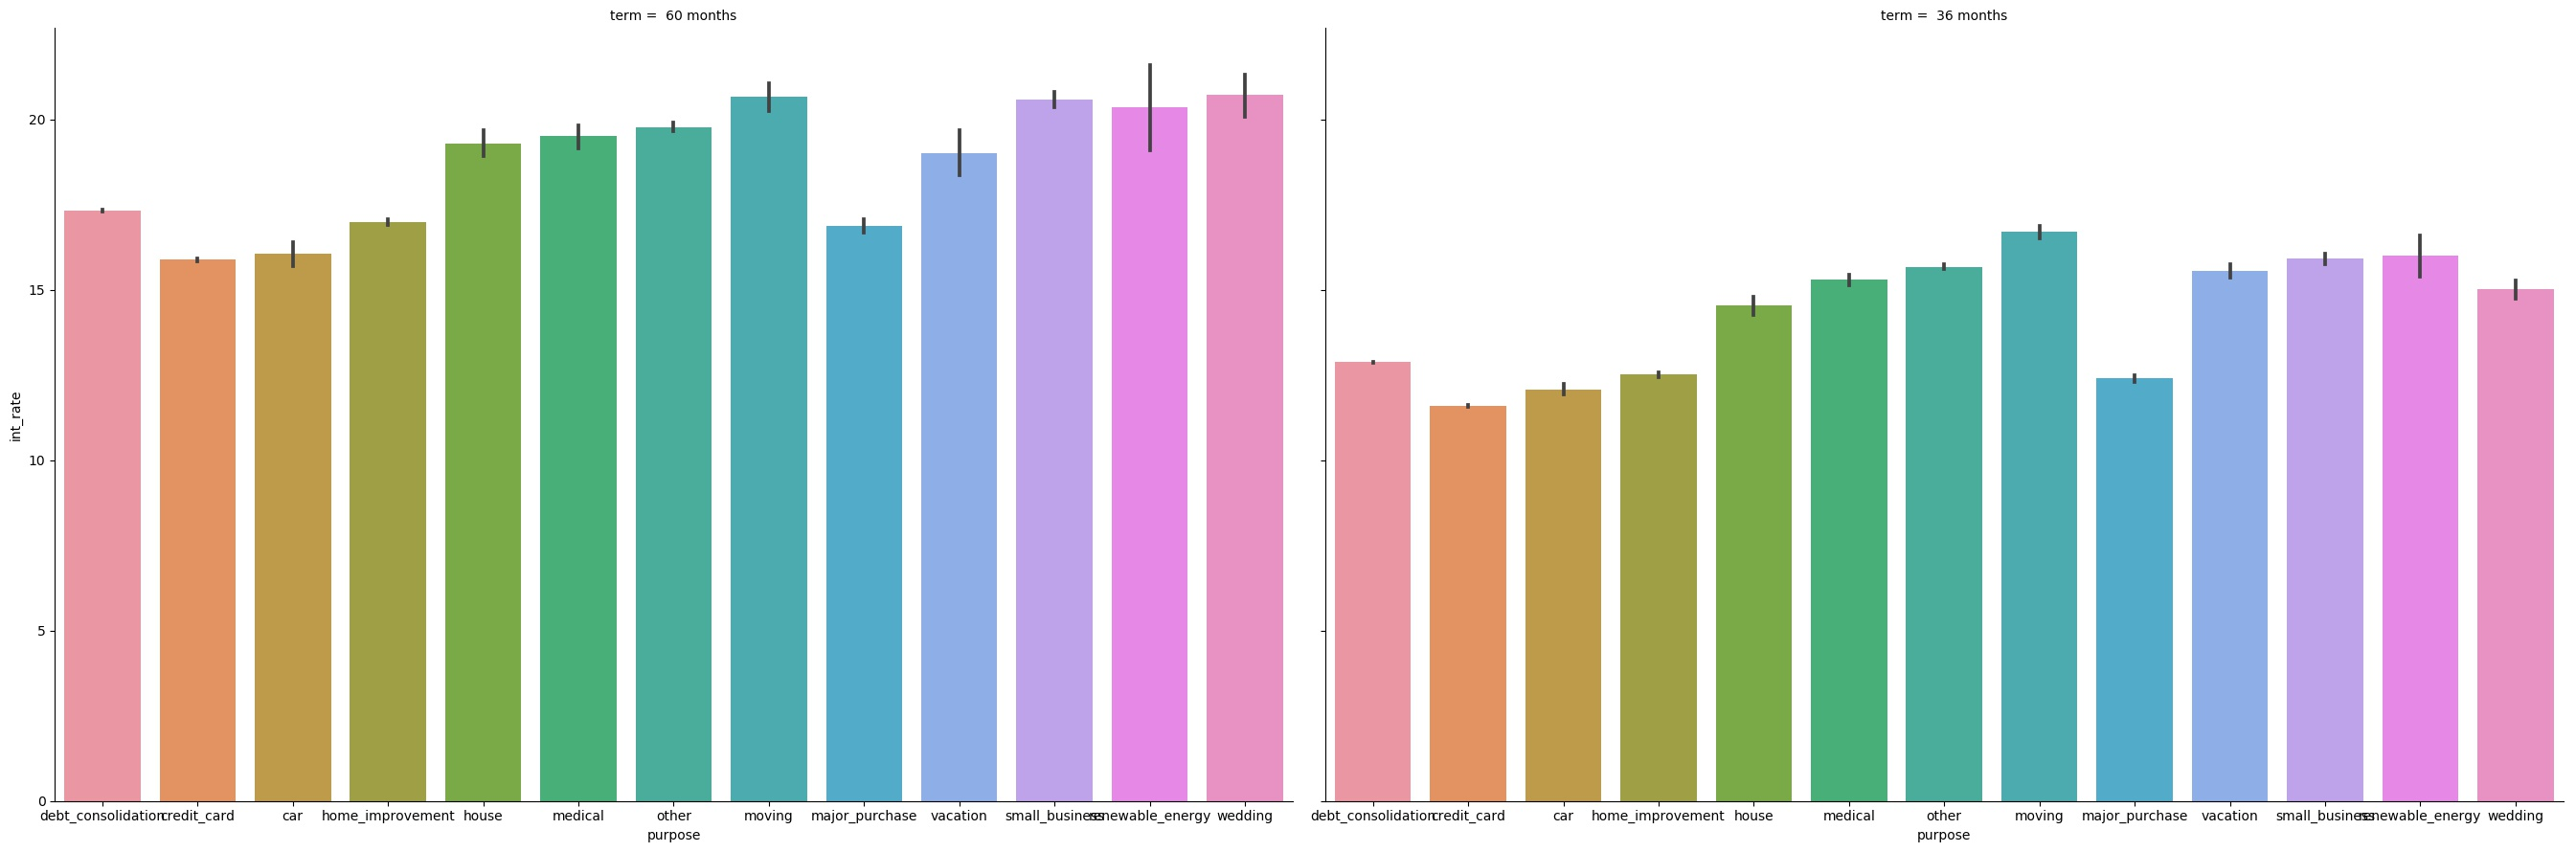 term =  60 months
term =  36 months
int_rate
20
15
10
5
0
debt_consolidation credit_card car home_improvement house medical other moving major_purchase vacation small_business renewable_energy wedding
debt_consolidation credit_card car home_improvement house medical other moving major_purchase vacation small_business renewable_energy wedding
purpose
purpose